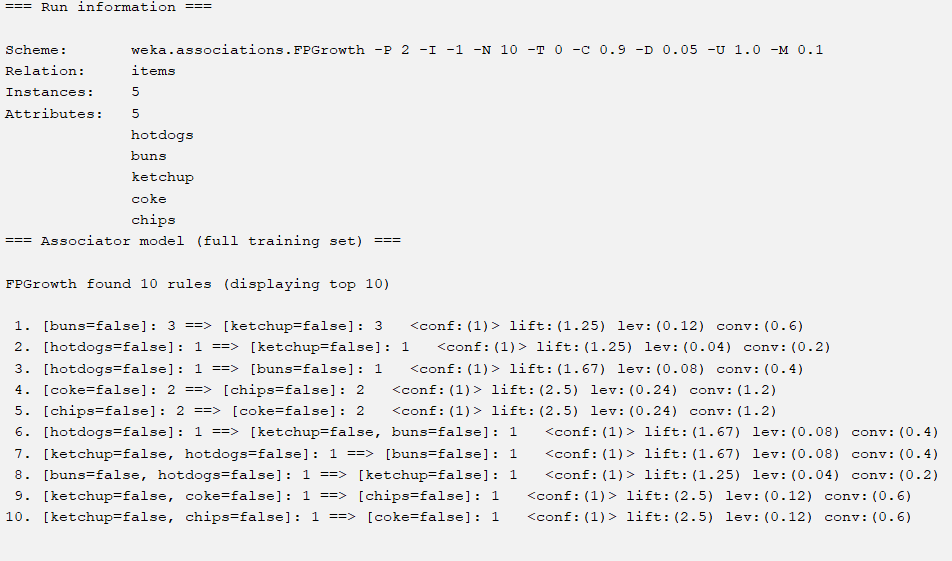 === Run information ===
Scheme: weka.associations.FPGrowth -P 2 -I -1 -N 10 -T 0 -C 0.9 -D 0.05 -U 1.0 -M 0.1
Relation: items
Instances: 5
Attributes: 5
hotdogs
buns
ketchup
coke
chips
=== Associator model (full training set) ===
FPGrowth found 10 rules (displaying top 10)
1. [buns=false]: 3 ==> [ketchup=false]: 3 <conf:(1)> lift:(1.25) lev:(0.12) conv:(0.6)
2. [hotdogs=false]: 1 ==> [ketchup=false]: 1 <conf:(1)> lift:(1.25) lev:(0.04) conv:(0.2)
3. [hotdogs=false]: 1 ==> [buns=false]: 1 <conf:(1)> lift:(1.67) lev:(0.08) conv:(0.4)
4. [coke=false]: 2 ==> [chips=false]: 2 <conf:(1)> lift:(2.5) lev:(0.24) conv:(1.2)
5. [chips=false]: 2 ==> [coke=false]: 2 <conf:(1)> lift:(2.5) lev:(0.24) conv:(1.2)
6. [hotdogs=false]: 1 ==> [ketchup=false, buns=false]: 1 <conf:(1)> lift:(1.67) lev:(0.08) conv:(0.4)
7. [ketchup=false, hotdogs=false]: 1 ==> [buns=false]: 1 <conf:(1)> lift:(1.67) lev:(0.08) conv:(0.4)
8. [buns=false, hotdogs=false]: 1 ==> [ketchup=false]: 1 <conf:(1)> lift:(1.25) lev:(0.04) conv:(0.2)
9. [ketchup=false, coke=false]: 1 ==> [chips=false]: 1 <conf:(1)> lift:(2.5) lev:(0.12) conv:(0.6)
10. [ketchup=false, chips=false]: 1 ==> [coke=false]: 1 <conf:(1)> lift:(2.5) lev:(0.12) conv:(0.6)